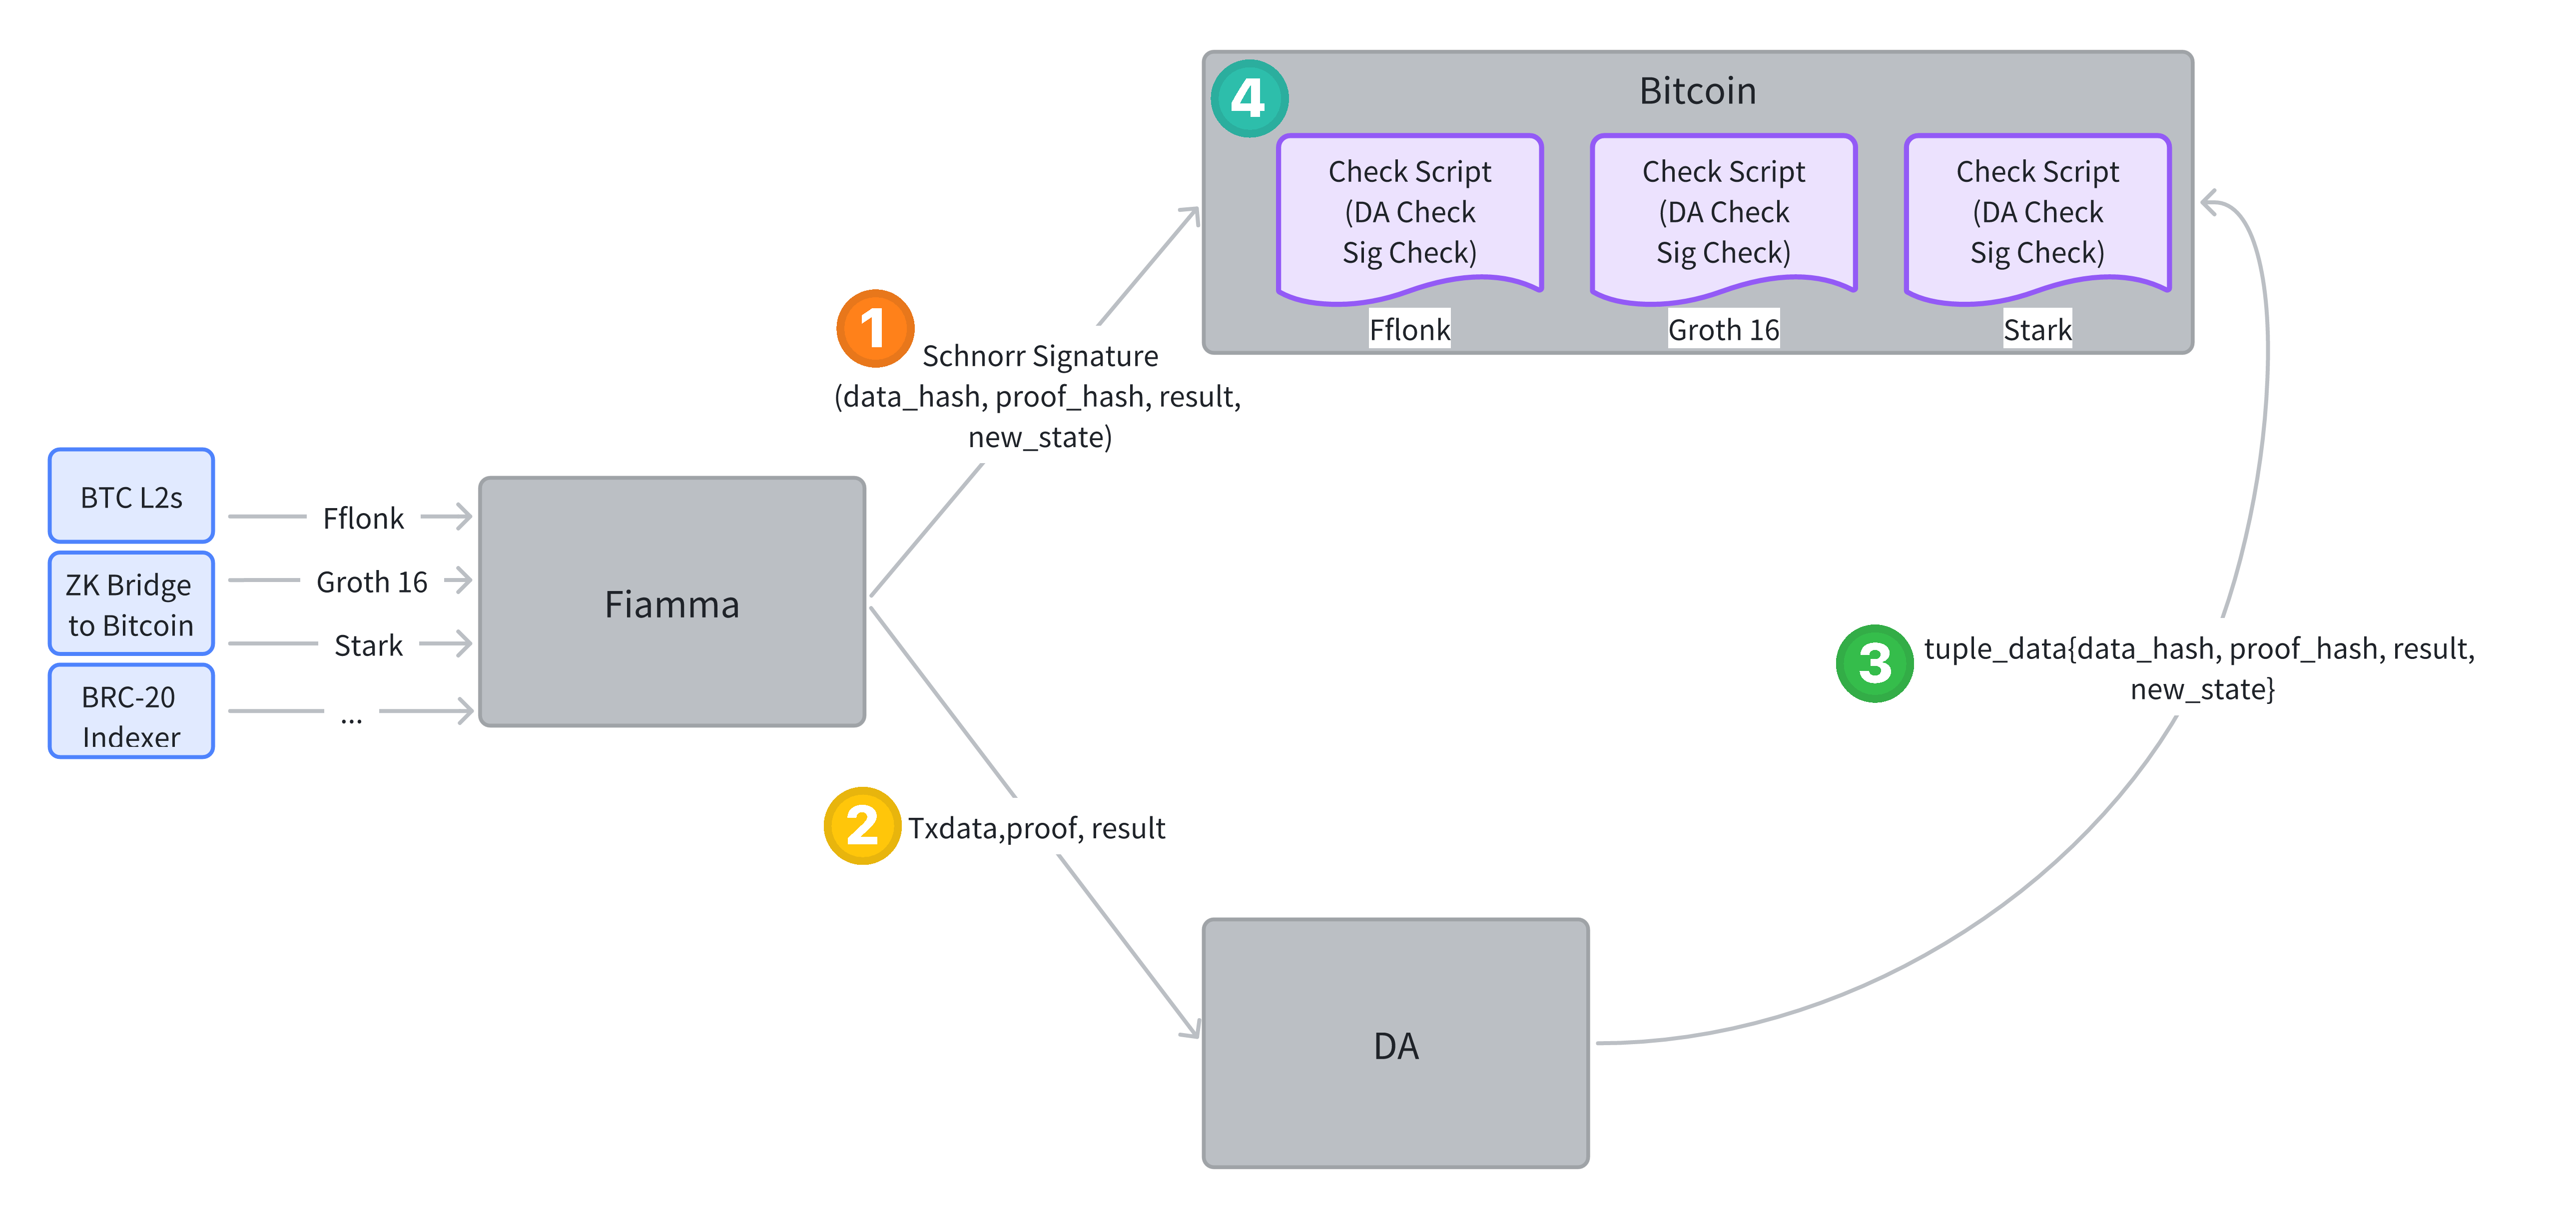 4
Bitcoin
Check Script
(DA Check
Sig Check)
Fflonk
Check Script
(DA Check
Sig Check)
Groth 16
Check Script
(DA Check
Sig Check)
Stark
1
Schnorr Signature
(data_hash, proof_hash, result,
new_state)
BTC L2s
ZK Bridge
to Bitcoin
BRC-20
Indexer
Fflonk
Groth 16
Stark
...
Fiamma
2
Txdata,proof, result
3
tuple_data{data_hash, proof_hash, result,
new_state}
DA